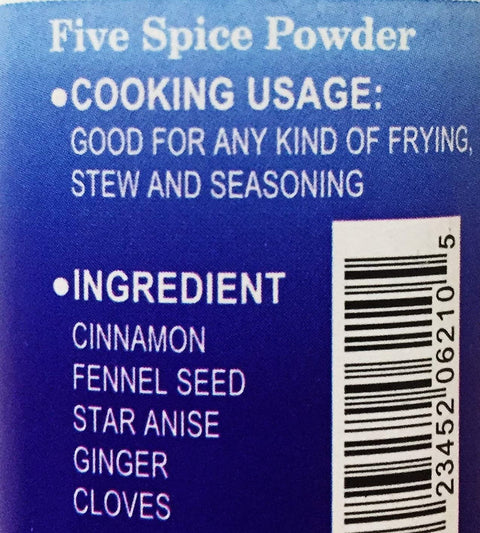 Five Spice Powder
•COOKING USAGE:
GOOD FOR ANY KIND OF FRYING,
STEW AND SEASONING
•INGREDIENT
CINNAMON
FENNEL SEED
STAR ANISE
GINGER
CLOVES
23452 06210 5